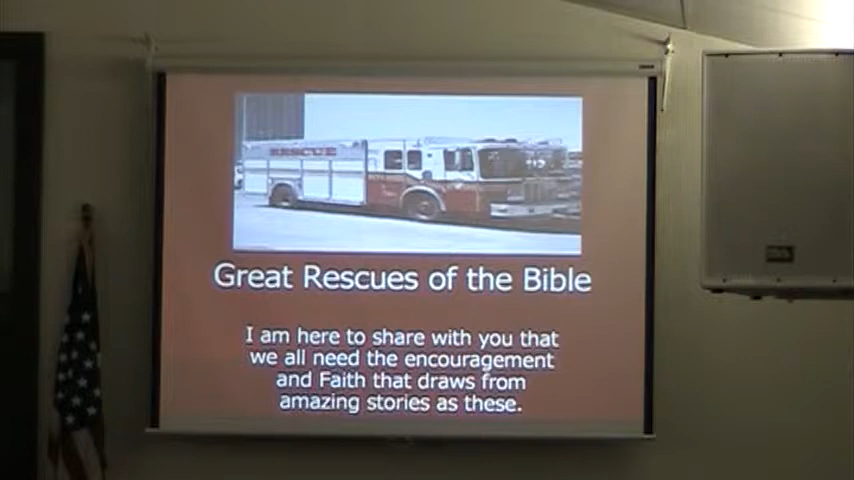 RESCUE
Great Rescues of the Bible
I am here to share with you that
we all need the encouragement
and Faith that draws from
amazing stories as these.